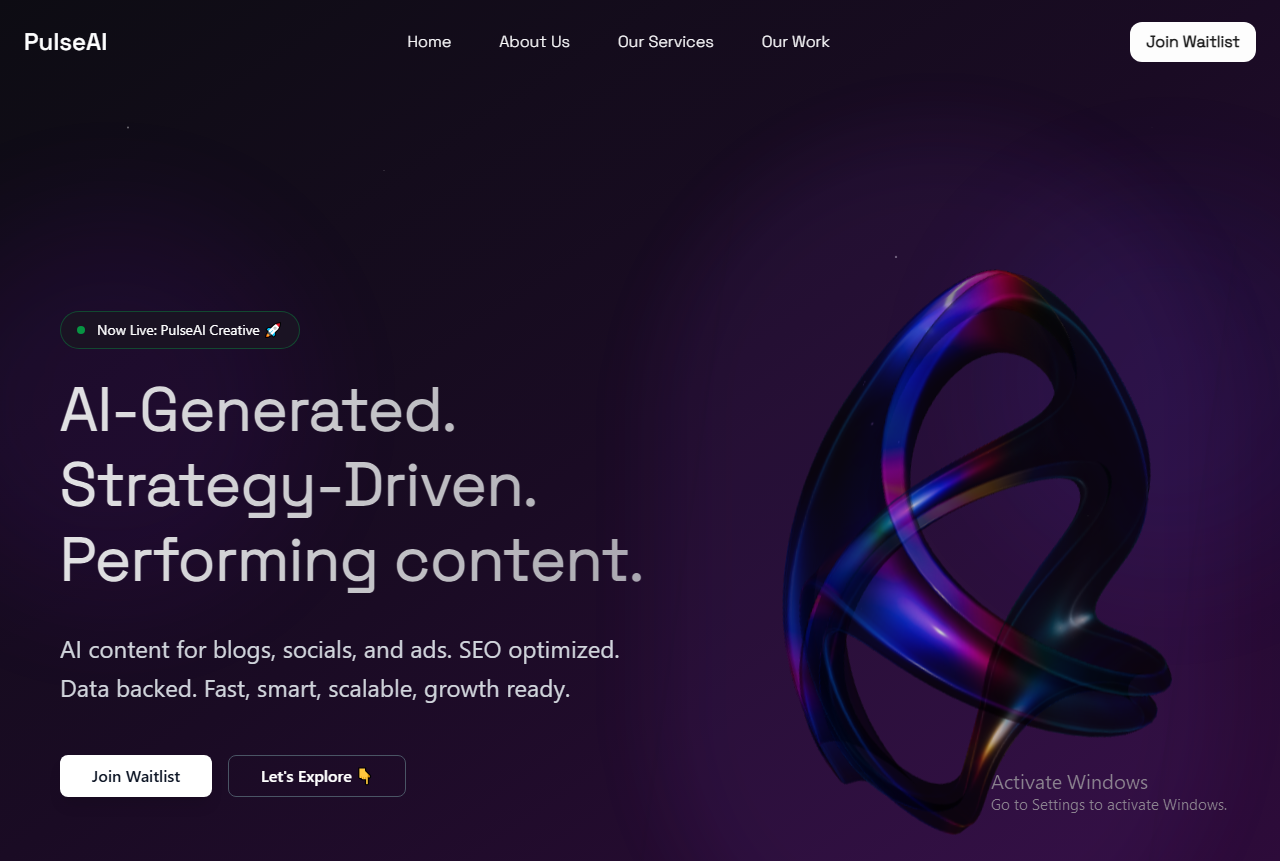 PulseAI
Home
About Us
Our Services
Our Work
Join Waitlist
Now Live: PulseAI Creative 🚀
AI-Generated.
Strategy-Driven.
Performing content.
AI content for blogs, socials, and ads. SEO optimized.
Data backed. Fast, smart, scalable, growth ready.
Join Waitlist
Let's Explore 👇
Activate Windows
Go to Settings to activate Windows.